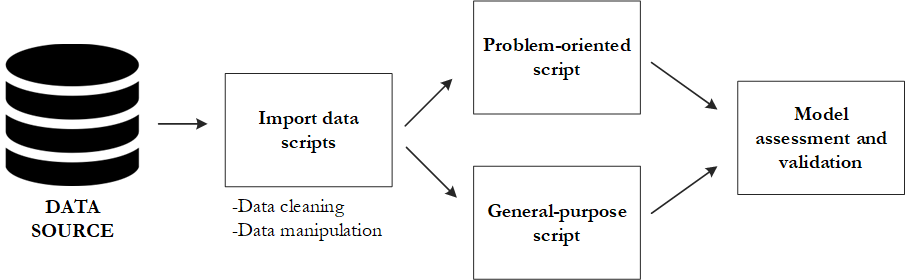 DATA
SOURCE
Import data
scripts
-Data cleaning
-Data manipulation
Problem-oriented
script
General-purpose
script
Model
assessment and
validation